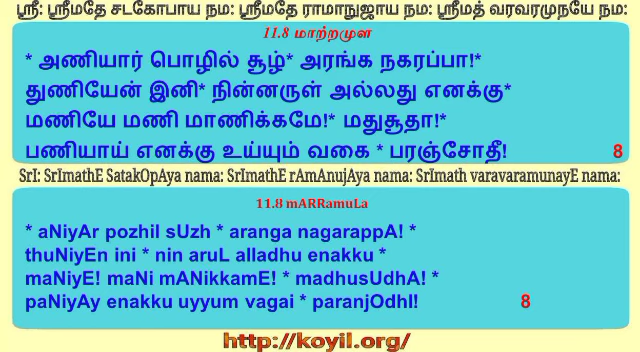 ஸ்ரீ: ஸ்ரீமதே சடகோபாய நம: ஸ்ரீமதே ராமாநுஜாய நம: ஸ்ரீமத் வரவரமுநயே நம:
11.8 மாற்றமுள
* அணியார் பொழில் சூழ்* அரங்க நகரப்பா!*
துணியேன் இனி* நின்னருள் அல்லது எனக்கு*
மணியே மணி மாணிக்கமே!* மதுசூதா!*
பணியாய் எனக்கு உய்யும் வகை * பரஞ்சோதீ! 8
SrI: SrImathE SatakOpAya nama: SrImathE rAmAnujAya nama: SrImath varavaramunayE nama:
11.8 mARRamuLa
* aNiyAr pozhil sUzh * aranga nagarappA! *
thuNiyEn ini * nin aruL alladhu enakku *
maNiyE! maNi mANikkamE! * madhusUdhA! *
paNiyAy enakku uyyum vagai * paranjOdhI! 8
http://koyil.org/